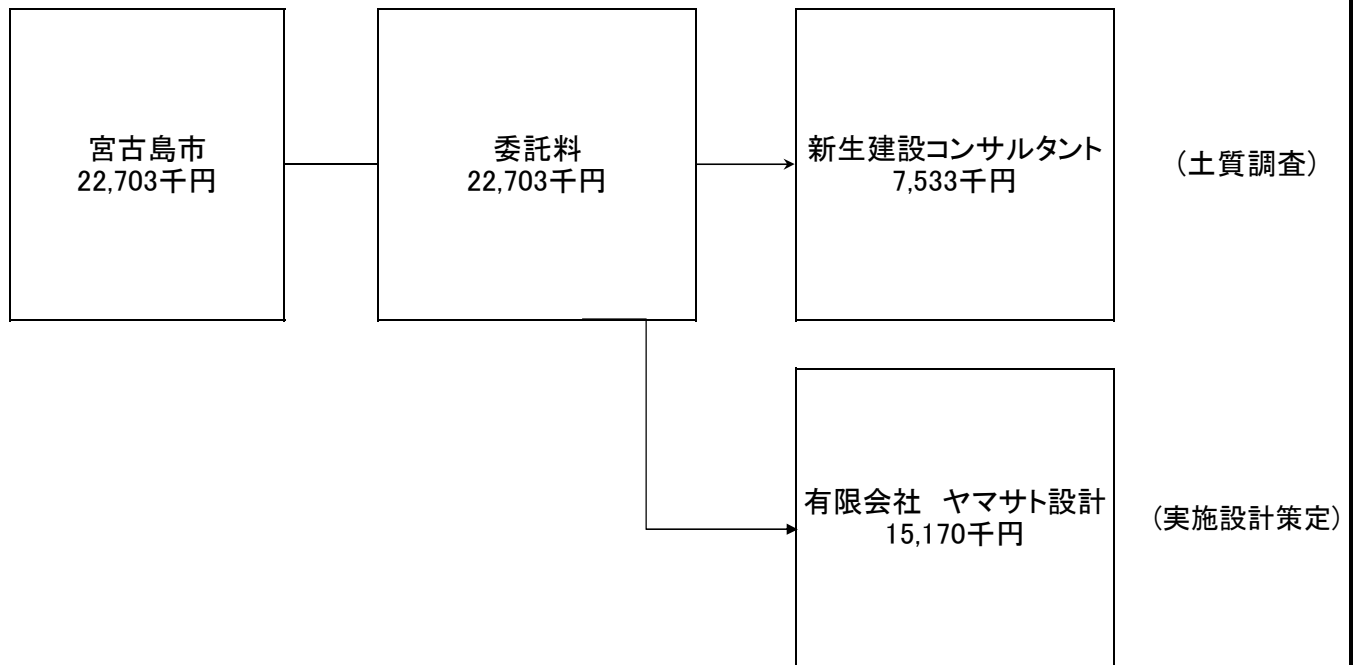 宮古島市
22,703千円
委託料
22,703千円
新生建設コンサルタント
7,533千円
(土質調査)
有限会社　ヤマサト設計
15,170千円
(実施設計策定)